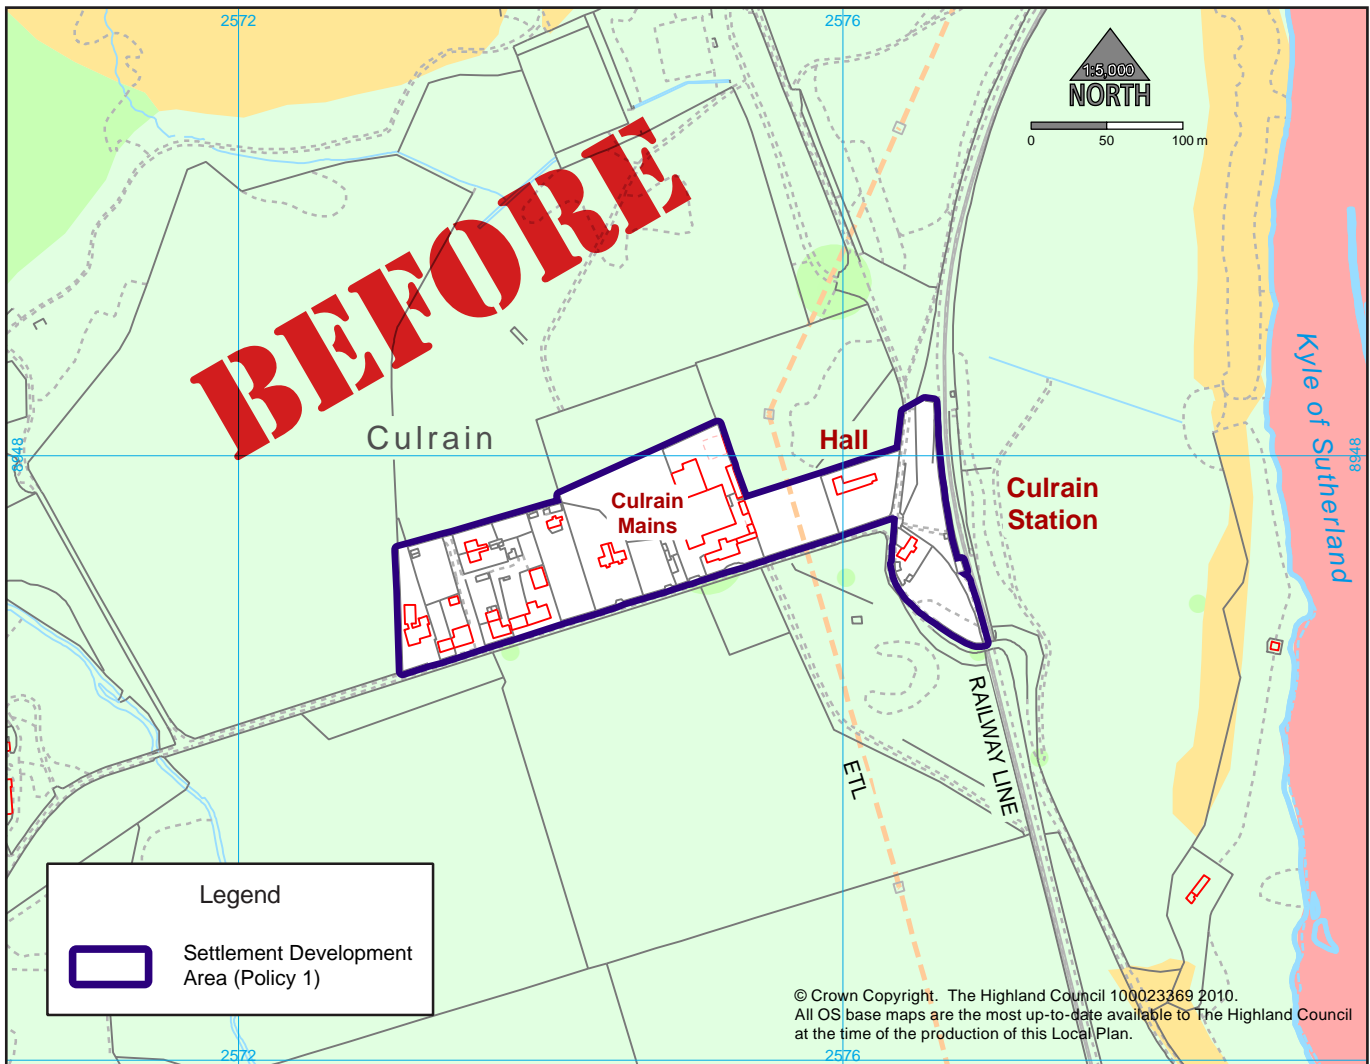 2572
2576
1:5,000
NORTH
0 50 100 m
BEFORE
Kyle of Sutherland
Culrain
Hall
8948
8948
Culrain
Station
Culrain
Mains
RAILWAY LINE
ETL
Legend
Settlement Development
Area (Policy 1)
© Crown Copyright. The Highland Council 100023369 2010.
All OS base maps are the most up-to-date available to The Highland Council
at the time of the production of this Local Plan.
2572
2576